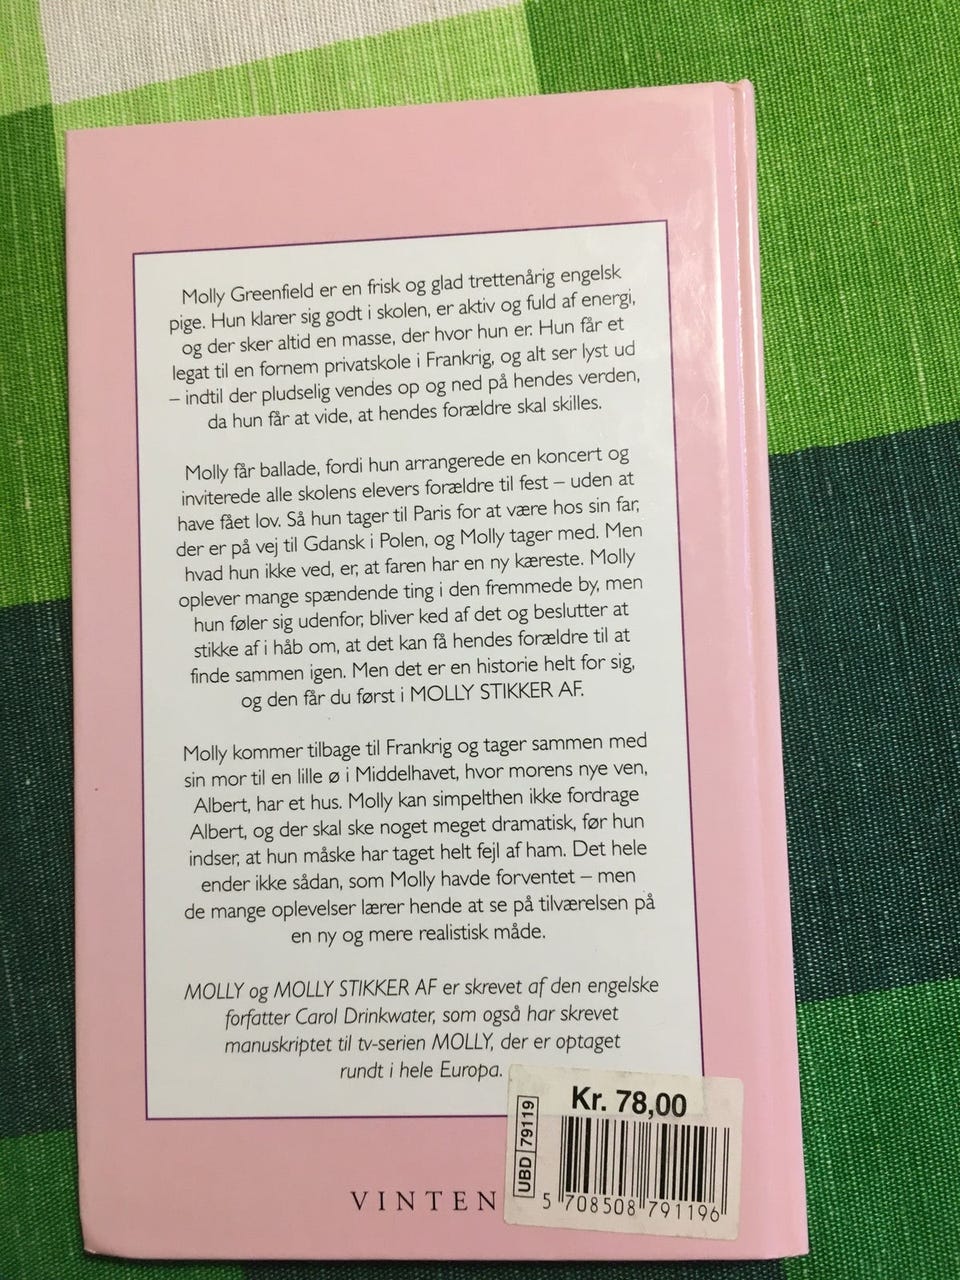 Molly Greenfield er en frisk og glad trettenårig engelsk
pige. Hun klarer sig godt i skolen, er aktiv og fuld af energi,
og der sker altid en masse, der hvor hun er. Hun får et
legat til en fornem privatskole i Frankrig, og alt ser lyst ud
– indtil der pludselig vendes op og ned på hendes verden,
da hun får at vide, at hendes forældre skal skilles.
Molly får ballade, fordi hun arrangerede en koncert og
inviterede alle skolens elevers forældre til fest – uden at
have fået lov. Så hun tager til Paris for at være hos sin far,
der er på vej til Gdansk i Polen, og Molly tager med. Men
hvad hun ikke ved, er, at faren har en ny kæreste. Molly
oplever mange spændende ting i den fremmede by, men
hun føler sig udenfor, bliver ked af det og beslutter at
stikke af i håb om, at det kan få hendes forældre til at
finde sammen igen. Men det er en historie helt for sig,
og den får du først i MOLLY STIKKER AF.
Molly kommer tilbage til Frankrig og tager sammen med
sin mor til en lille ø i Middelhavet, hvor morens nye ven,
Albert, har et hus. Molly kan simpelthen ikke fordrage
Albert, og der skal ske noget meget dramatisk, før hun
indser, at hun måske har taget helt fejl af ham. Det hele
ender ikke sådan, som Molly havde forventet – men
de mange oplevelser lærer hende at se på tilværelsen på
en ny og mere realistisk måde.
MOLLY og MOLLY STIKKER AF er skrevet af den engelske
forfatter Carol Drinkwater, som også har skrevet
manuskriptet til tv-serien MOLLY, der er optaget
rundt i hele Europa.
Kr. 78,00
UBD 79119
5 708508 791196
VINTEN